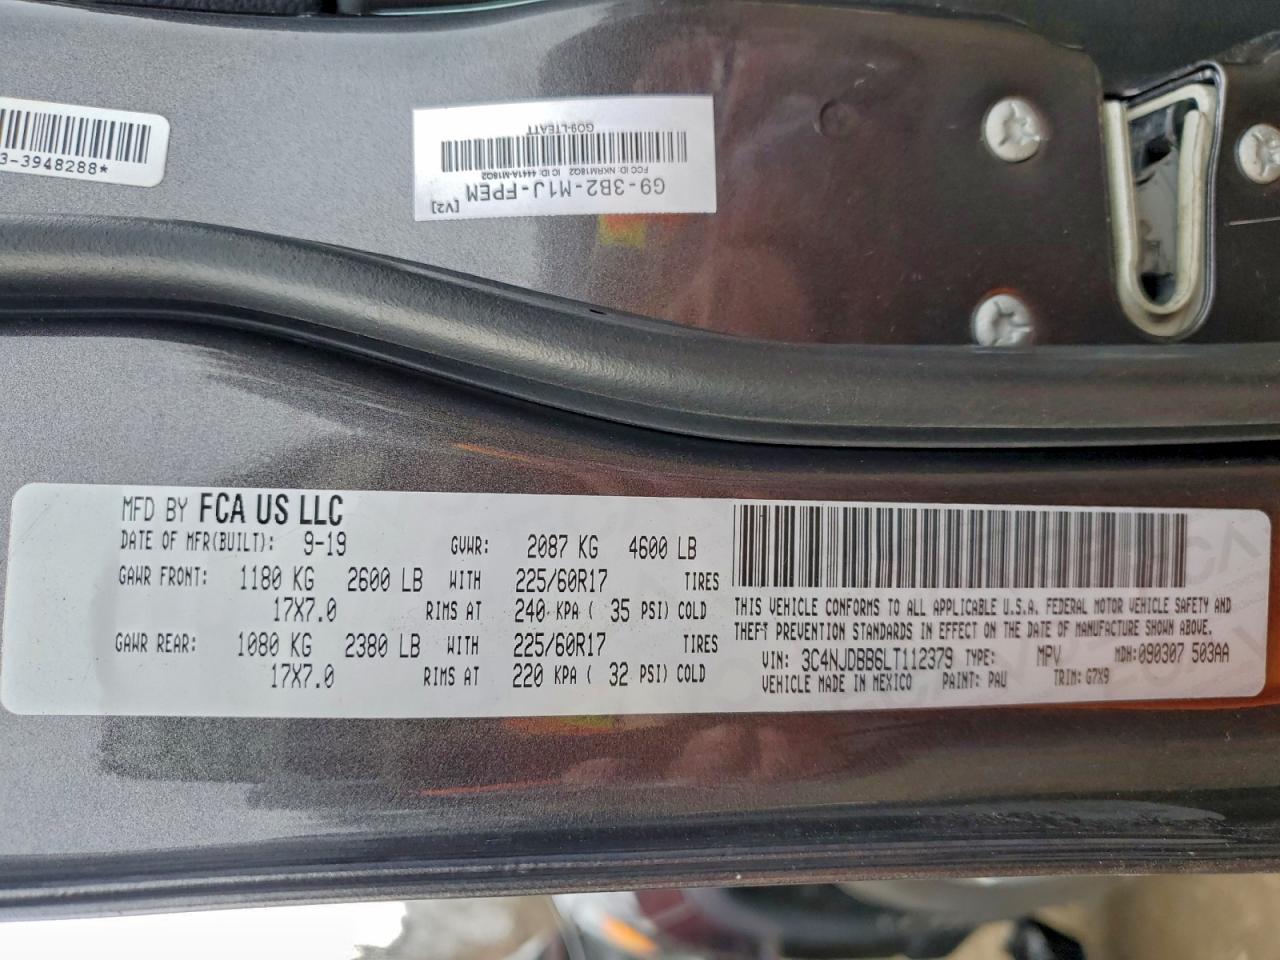 3-3948288*
G9-3B2-M1J-FPEM [V2]
FCC ID: NKRM18Q2 IC ID: 4441A-M18Q2
GO9-LTEATT
MFD BY FCA US LLC
DATE OF MFR(BUILT): 9-19 GVWR: 2087 KG 4600 LB
GAWR FRONT: 1180 KG 2600 LB WITH 225/60R17 TIRES
17X7.0 RIMS AT 240 KPA ( 35 PSI) COLD
GAWR REAR: 1080 KG 2380 LB WITH 225/60R17 TIRES
17X7.0 RIMS AT 220 KPA ( 32 PSI) COLD
THIS VEHICLE CONFORMS TO ALL APPLICABLE U.S.A. FEDERAL MOTOR VEHICLE SAFETY AND
THEFT PREVENTION STANDARDS IN EFFECT ON THE DATE OF MANUFACTURE SHOWN ABOVE.
VIN: 3C4NJDBB6LT112379 TYPE: MPV MDH:090307 503AA
VEHICLE MADE IN MEXICO PAINT: PAU TRIM: G7X9